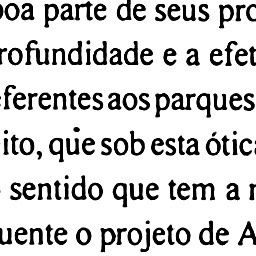 boa parte de seus pro
rofundidade e a efet
eferentes aos parques
ito, que sob esta ótic
sentido que tem a
uente o projeto de A